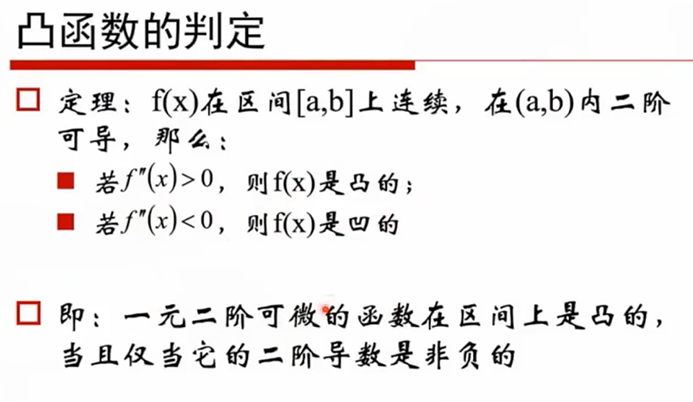 凸函数的判定
定理：f(x)在区间[a,b]上连续，在(a,b)内二阶
可导，那么：
若f″(x)>0，则f(x)是凸的；
若f″(x)<0，则f(x)是凹的
即：一元二阶可微的函数在区间上是凸的，
当且仅当它的二阶导数是非负的